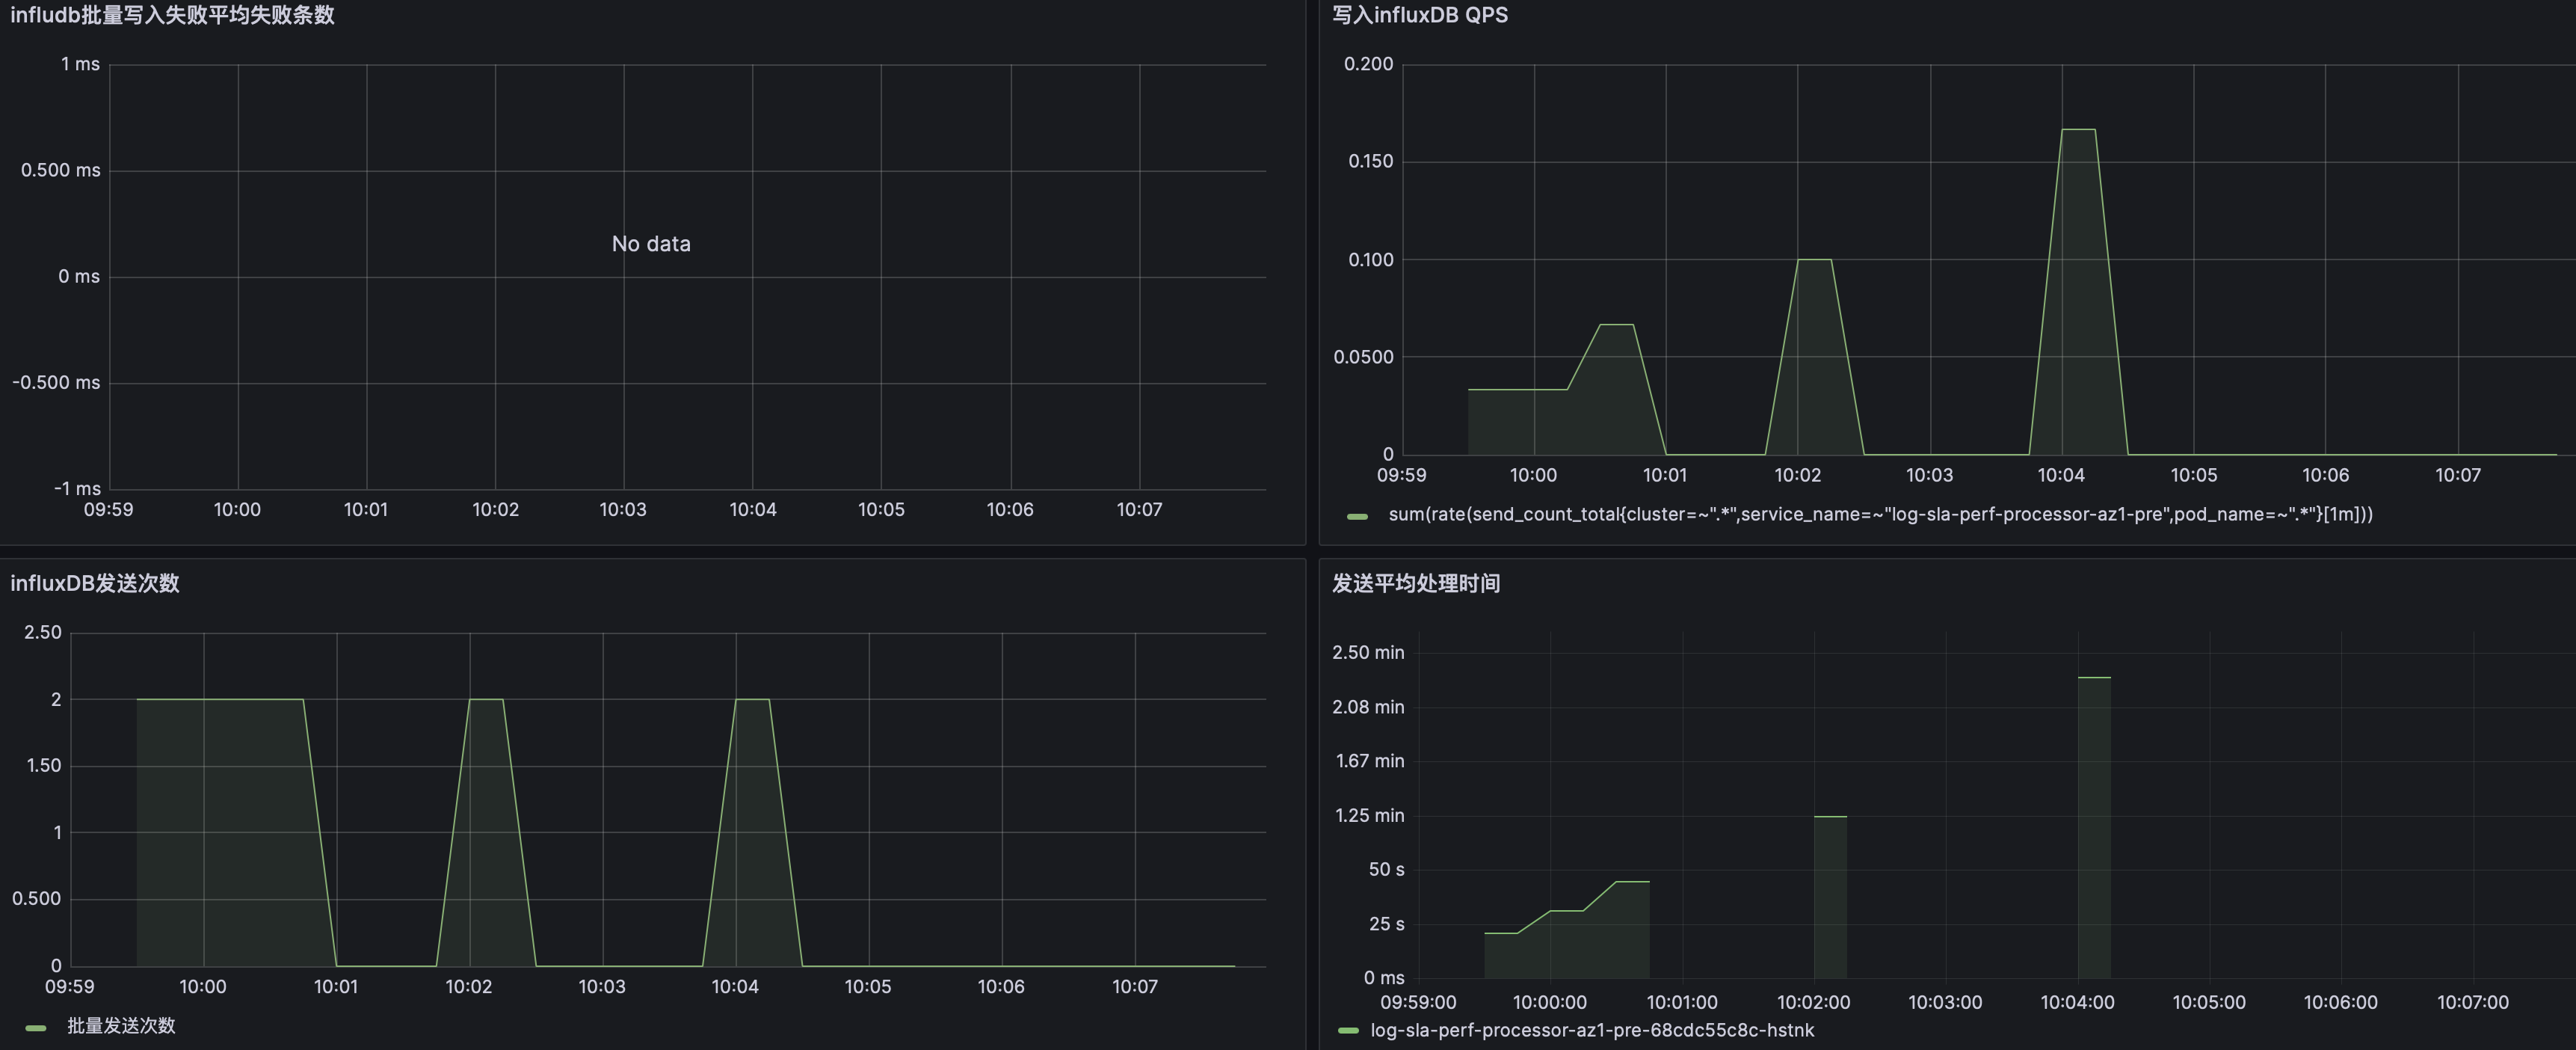 infludb批量写入失败平均失败条数
1 ms
0.500 ms
0 ms
-0.500 ms
-1 ms
No data
09:59 10:00 10:01 10:02 10:03 10:04 10:05 10:06 10:07
写入influxDB QPS
0.200
0.150
0.100
0.0500
0
09:59 10:00 10:01 10:02 10:03 10:04 10:05 10:06 10:07
sum(rate(send_count_total{cluster=~".*",service_name=~"log-sla-perf-processor-az1-pre",pod_name=~".*"}[1m]))
influxDB发送次数
2.50
2
1.50
1
0.500
0
09:59 10:00 10:01 10:02 10:03 10:04 10:05 10:06 10:07
批量发送次数
发送平均处理时间
2.50 min
2.08 min
1.67 min
1.25 min
50 s
25 s
0 ms
09:59:00 10:00:00 10:01:00 10:02:00 10:03:00 10:04:00 10:05:00 10:06:00 10:07:00
log-sla-perf-processor-az1-pre-68cdc55c8c-hstnk